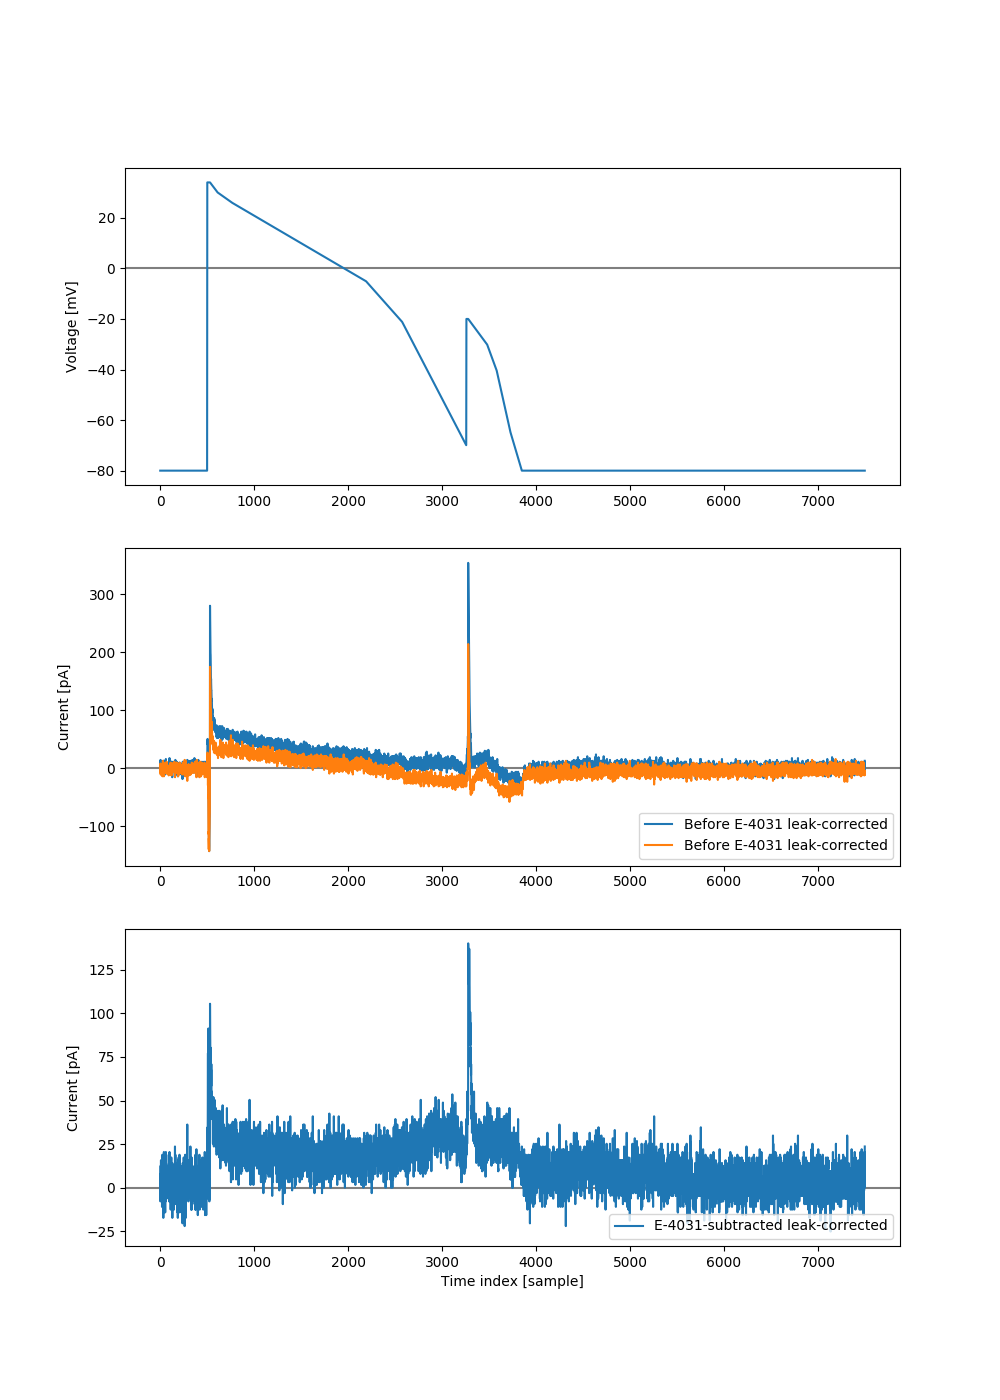 20
0
−20
−40
−60
−80
Voltage [mV]
0 1000 2000 3000 4000 5000 6000 7000
300
200
100
0
−100
Current [pA]
Before E-4031 leak-corrected
Before E-4031 leak-corrected
0 1000 2000 3000 4000 5000 6000 7000
125
100
75
50
25
0
−25
Current [pA]
E-4031-subtracted leak-corrected
0 1000 2000 3000 4000 5000 6000 7000
Time index [sample]